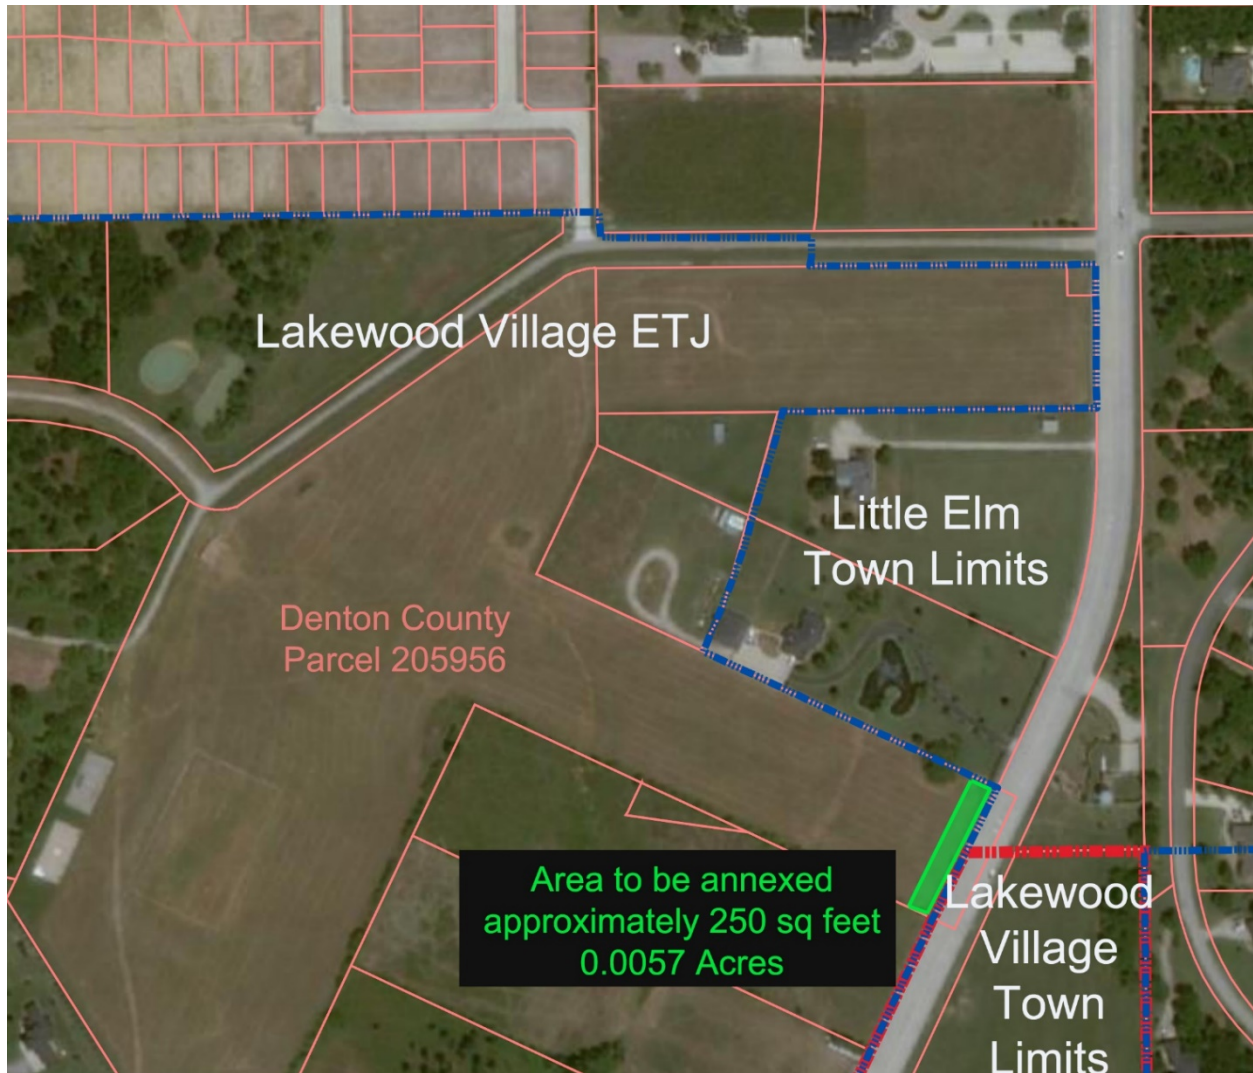 Lakewood Village ETJ
Little Elm
Town Limits
Denton County
Parcel 205956
Area to be annexed
approximately 250 sq feet
0.0057 Acres
Lakewood
Village
Town
Limits